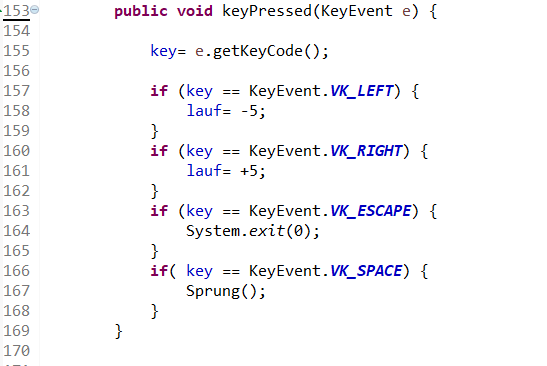 153 public void keyPressed(KeyEvent e) {
154
155 key= e.getKeyCode();
156
157 if (key == KeyEvent.VK_LEFT) {
158 lauf= -5;
159 }
160 if (key == KeyEvent.VK_RIGHT) {
161 lauf= +5;
162 }
163 if (key == KeyEvent.VK_ESCAPE) {
164 System.exit(0);
165 }
166 if( key == KeyEvent.VK_SPACE) {
167 Sprung();
168 }
169 }
170